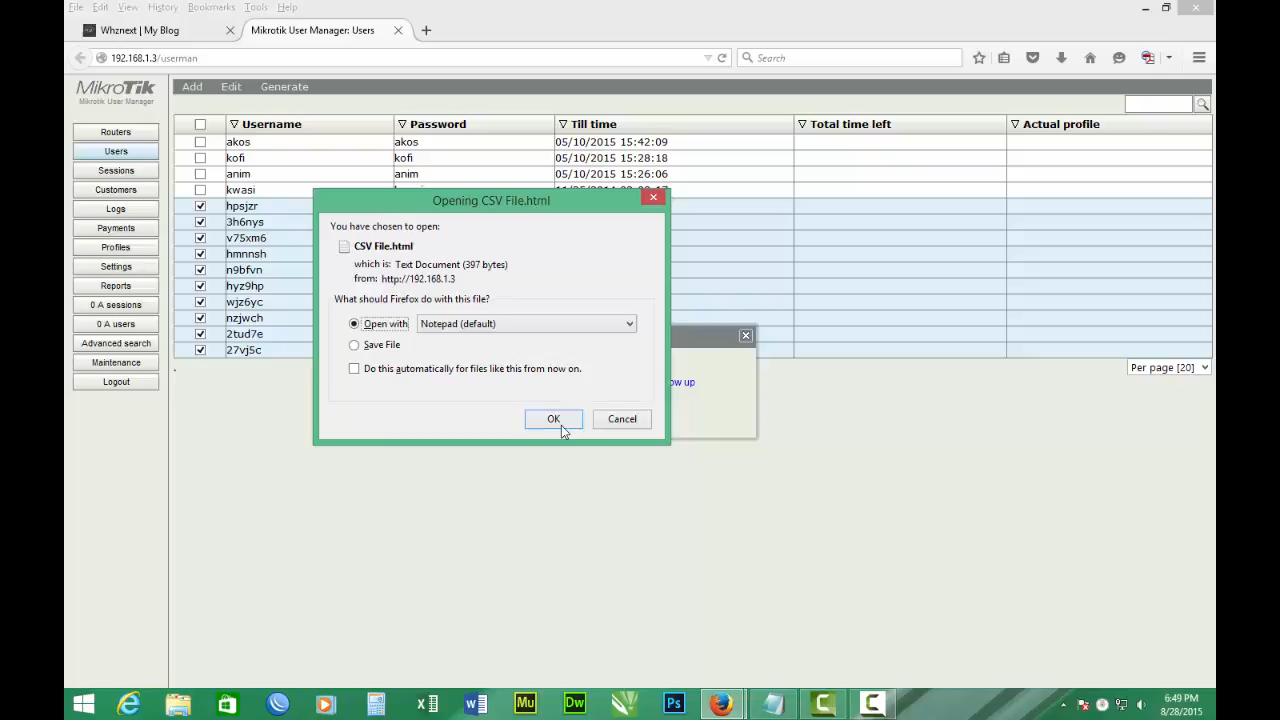 File Edit View History Bookmarks Tools Help
Whznext | My Blog
Mikrotik User Manager: Users
192.168.1.3/userman
Search
MikroTik
Mikrotik User Manager
Add Edit Generate
Username Password Till time Total time left Actual profile
akos akos 05/10/2015 15:42:09
kofi kofi 05/10/2015 15:28:18
anim anim 05/10/2015 15:26:06
kwasi
hpsjzr
3h6nys
v75xm6
hmnnsh
n9bfvn
hyz9hp
wjz6yc
nzjwch
2tud7e
27vj5c
Routers
Users
Sessions
Customers
Logs
Payments
Profiles
Settings
Reports
0 A sessions
0 A users
Advanced search
Maintenance
Logout
Opening CSV File.html
You have chosen to open:
CSV File.html
which is: Text Document (397 bytes)
from: http://192.168.1.3
What should Firefox do with this file?
Open with Notepad (default)
Save File
Do this automatically for files like this from now on.
OK Cancel
ow up
Per page [20]
Mu Dw Ps
6:49 PM
8/28/2015